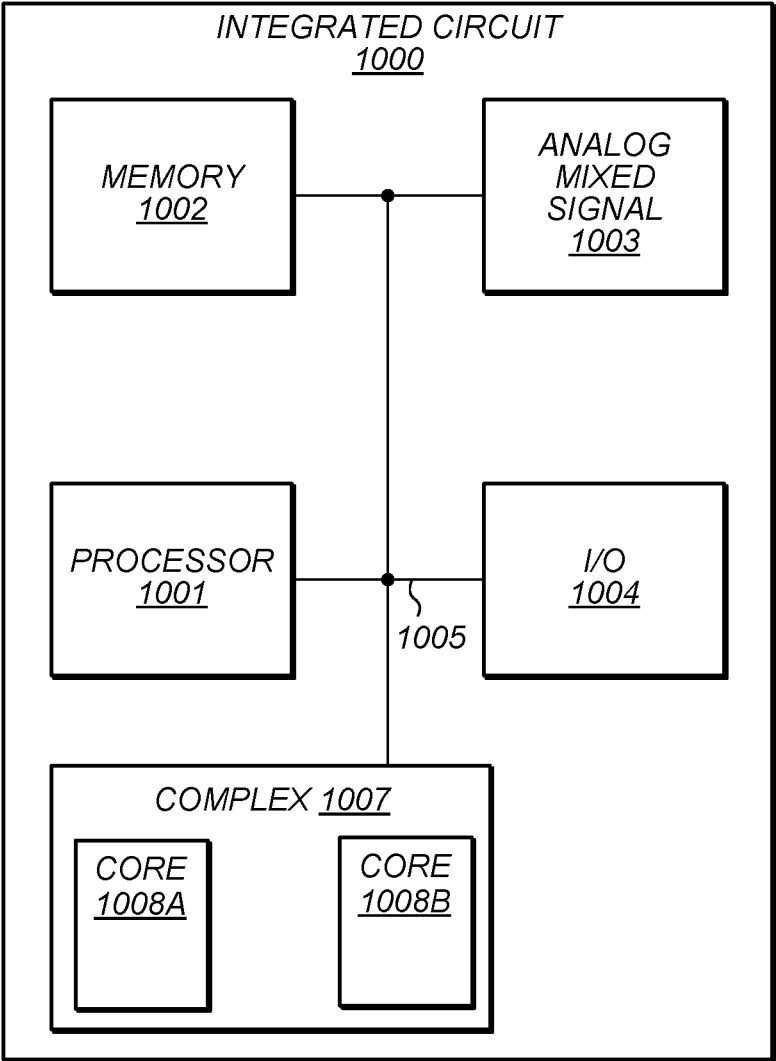 INTEGRATED CIRCUIT
1000
MEMORY
1002
ANALOG
MIXED
SIGNAL
1003
PROCESSOR
1001
I/O
1004
1005
COMPLEX 1007
CORE
1008A
CORE
1008B